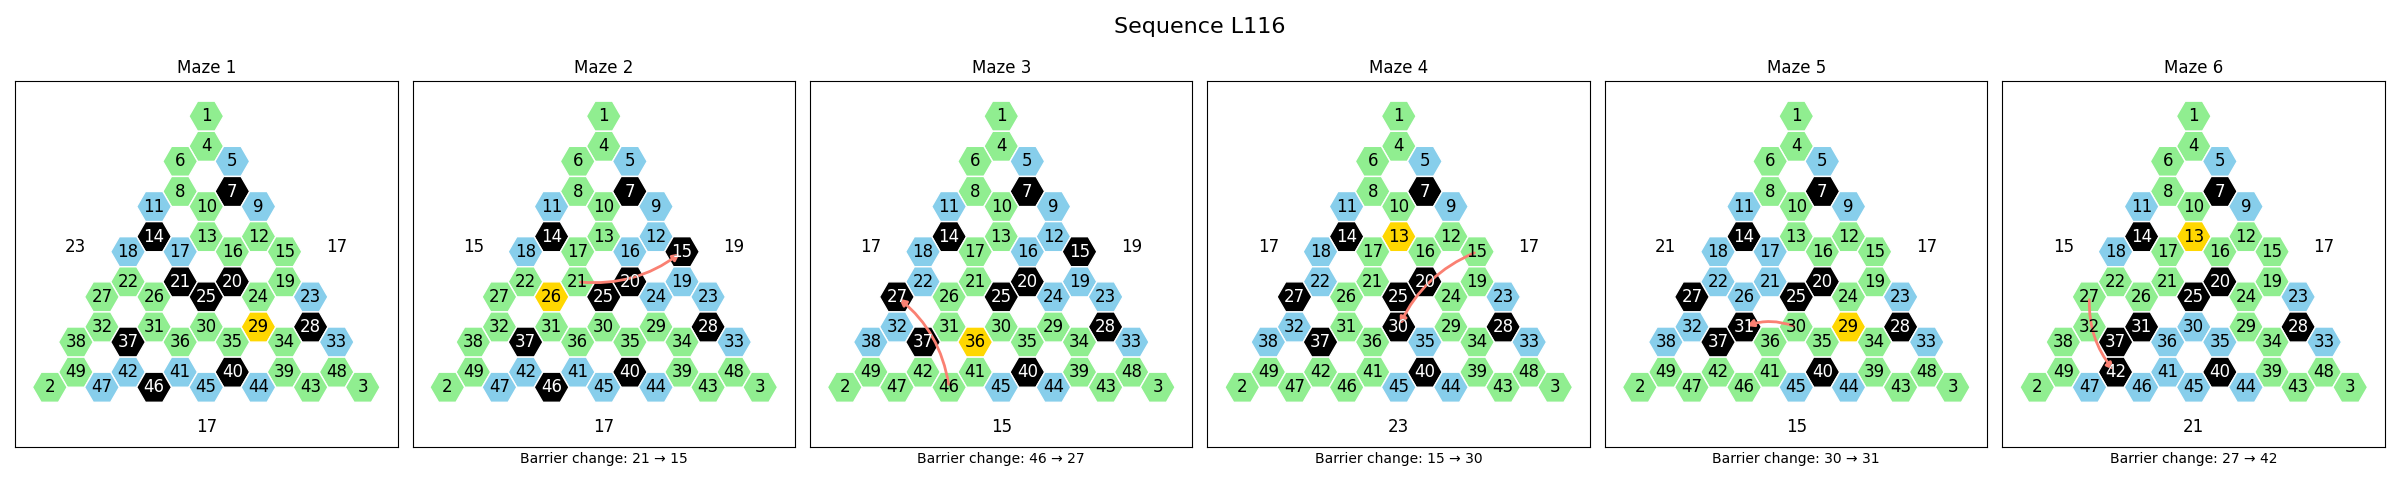 Sequence L116
Maze 1
1
4
6 5
8 7
11 10 9
14 13 12
23 18 17 16 15 17
22 21 20 19
27 26 25 24 23
32 31 30 29 28
38 37 36 35 34 33
49 42 41 40 39 48
2 47 46 45 44 43 3
17
Maze 2
1
4
6 5
8 7
11 10 9
14 13 12
15 18 17 16 15 19
22 21 20 19
27 26 25 24 23
32 31 30 29 28
38 37 36 35 34 33
49 42 41 40 39 48
2 47 46 45 44 43 3
17
Barrier change: 21 → 15
Maze 3
1
4
6 5
8 7
11 10 9
14 13 12
17 18 17 16 15 19
22 21 20 19
27 26 25 24 23
32 31 30 29 28
38 37 36 35 34 33
49 42 41 40 39 48
2 47 46 45 44 43 3
15
Barrier change: 46 → 27
Maze 4
1
4
6 5
8 7
11 10 9
14 13 12
17 18 17 16 15 17
22 21 20 19
27 26 25 24 23
32 31 30 29 28
38 37 36 35 34 33
49 42 41 40 39 48
2 47 46 45 44 43 3
23
Barrier change: 15 → 30
Maze 5
1
4
6 5
8 7
11 10 9
14 13 12
21 18 17 16 15 17
22 21 20 19
27 26 25 24 23
32 31 30 29 28
38 37 36 35 34 33
49 42 41 40 39 48
2 47 46 45 44 43 3
15
Barrier change: 30 → 31
Maze 6
1
4
6 5
8 7
11 10 9
14 13 12
15 18 17 16 15 17
22 21 20 19
27 26 25 24 23
32 31 30 29 28
38 37 36 35 34 33
49 42 41 40 39 48
2 47 46 45 44 43 3
21
Barrier change: 27 → 42